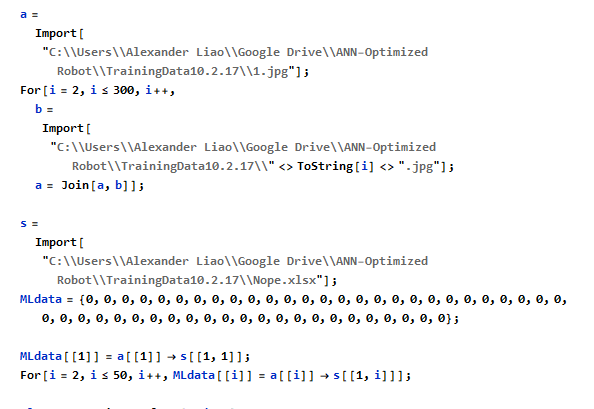 a =
Import[
"C:\\Users\\Alexander Liao\\Google Drive\\ANN-Optimized
Robot\\TrainingData10.2.17\\1.jpg"];
For[i = 2, i ≤ 300, i++,
b =
Import[
"C:\\Users\\Alexander Liao\\Google Drive\\ANN-Optimized
Robot\\TrainingData10.2.17\\" <> ToString[i] <> ".jpg"];
a = Join[a, b]];
s =
Import[
"C:\\Users\\Alexander Liao\\Google Drive\\ANN-Optimized
Robot\\TrainingData10.2.17\\Nope.xlsx"];
MLdata = {0, 0, 0, 0, 0, 0, 0, 0, 0, 0, 0, 0, 0, 0, 0, 0, 0, 0, 0, 0, 0, 0, 0, 0, 0, 0, 0,
0, 0, 0, 0, 0, 0, 0, 0, 0, 0, 0, 0, 0, 0, 0, 0, 0, 0, 0, 0, 0, 0, 0};
MLdata[[1]] = a[[1]] → s[[1, 1]];
For[i = 2, i ≤ 50, i++, MLdata[[i]] = a[[i]] → s[[1, i]]];